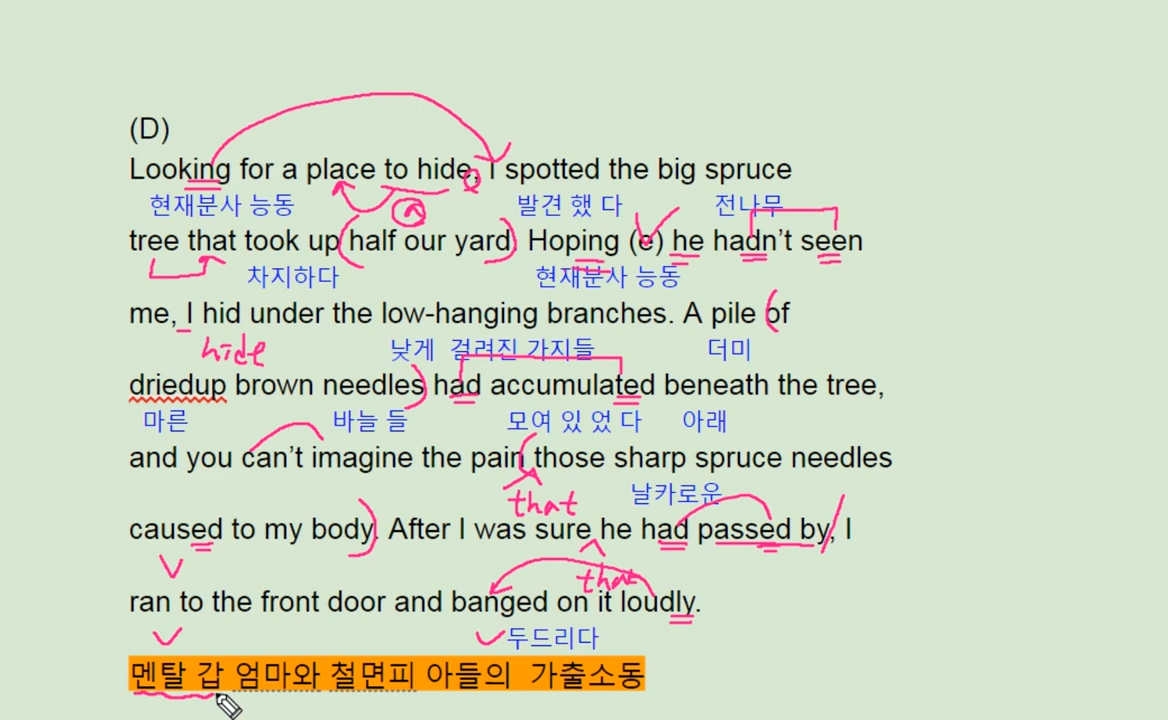 (D)
Looking for a place to hide, I spotted the big spruce
현재분사 능동 발견 했 다 전나무
tree that took up half our yard. Hoping (e) he hadn't seen
차지하다 현재분사 능동
me, I hid under the low-hanging branches. A pile of
hide 낮게 걸려진 가지들 더미
driedup brown needles had accumulated beneath the tree,
마른 바늘 들 모여 있 었 다 아래
and you can't imagine the pain those sharp spruce needles
that 날카로운
caused to my body. After I was sure he had passed by, I
that
ran to the front door and banged on it loudly.
두드리다
멘탈 갑 엄마와 철면피 아들의 가출소동